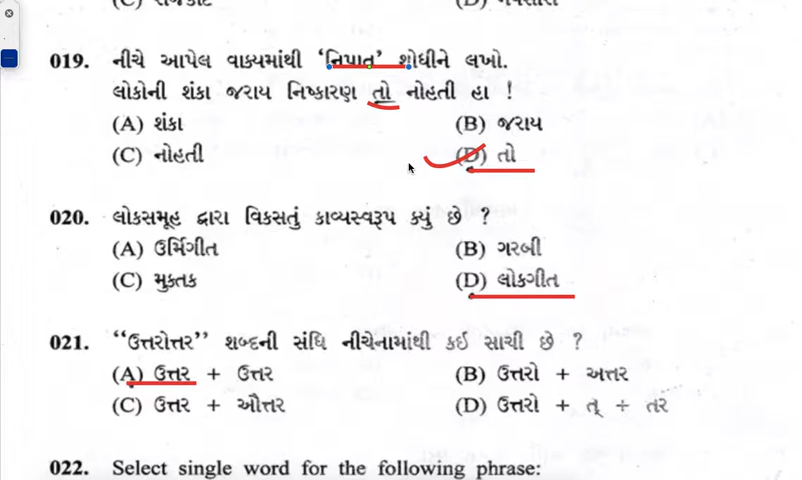 019. નીચે આપેલ વાક્યમાંથી ‘નિપાત’ શોધીને લખો.
લોકોની શંકા જરાય નિષ્કારણ તો નોહતી હા !
(A) શંકા (B) જરાય
(C) નોહતી (D) તો
020. લોકસમૂહ દ્વારા વિકસતું કાવ્યસ્વરૂપ ક્યું છે ?
(A) ઉર્મિગીત (B) ગરબી
(C) મુક્તક (D) લોકગીત
021. “ઉત્તરોત્તર” શબ્દની સંધિ નીચેનામાંથી કઈ સાચી છે ?
(A) ઉત્તર + ઉત્તર (B) ઉત્તરો + અત્તર
(C) ઉત્તર + ઔત્તર (D) ઉત્તરો + ત્ ÷ તર
022. Select single word for the following phrase: